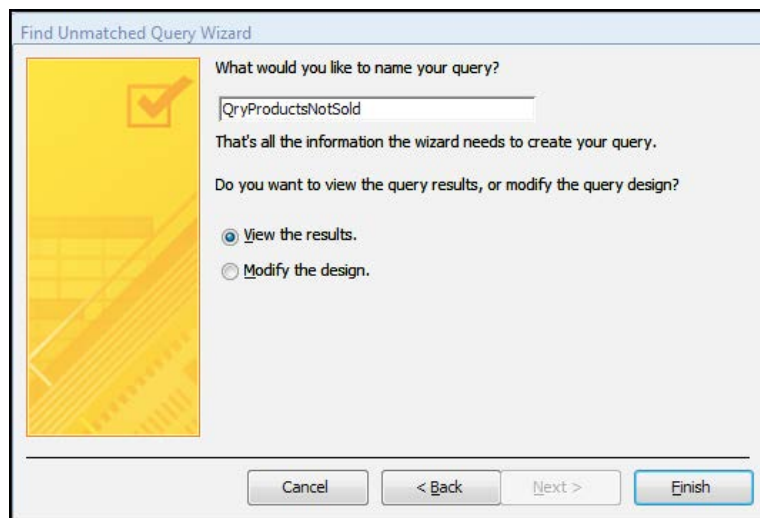 Find Unmatched Query Wizard
What would you like to name your query?
QryProductsNotSold
That's all the information the wizard needs to create your query.
Do you want to view the query results, or modify the query design?
View the results.
Modify the design.
Cancel
< Back
Next >
Finish